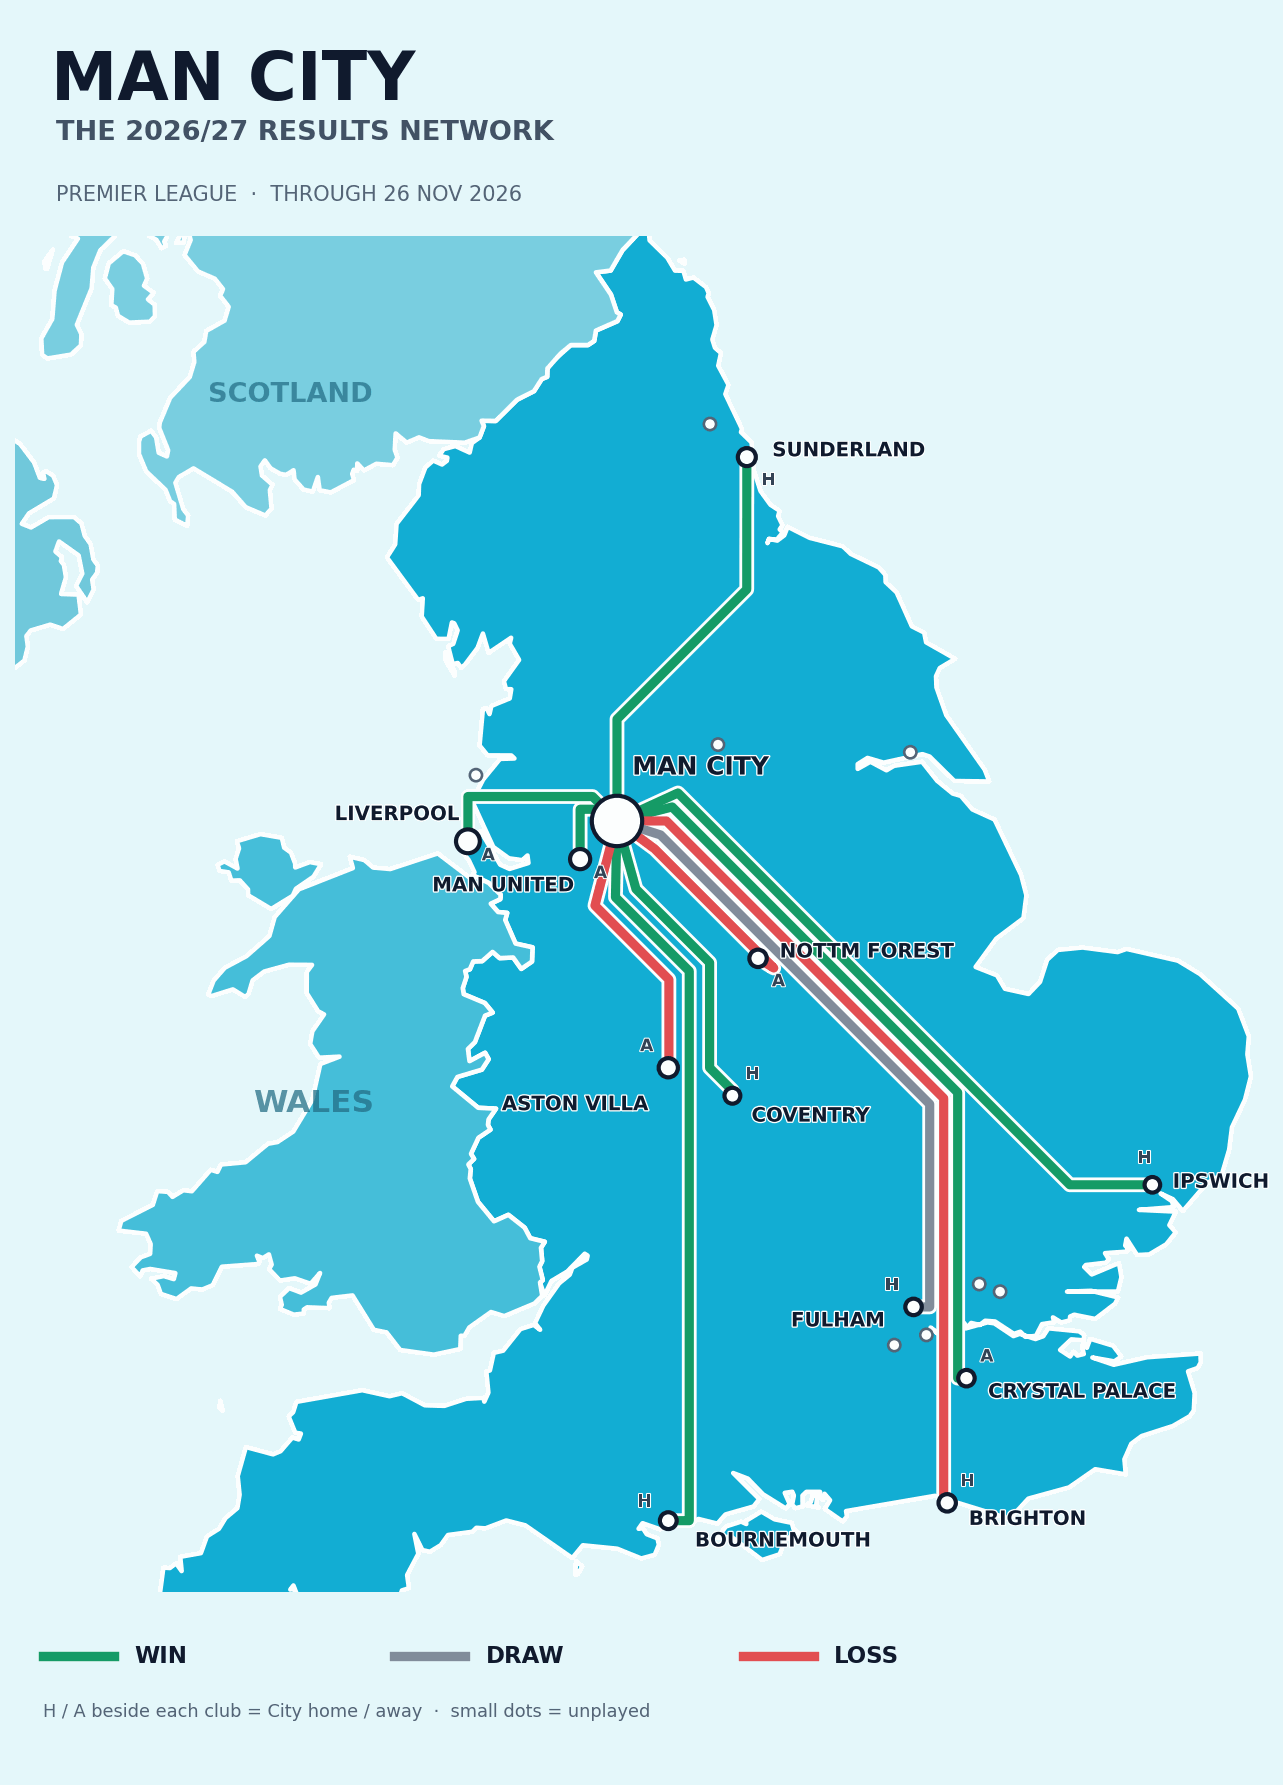 MAN CITY
THE 2026/27 RESULTS NETWORK
PREMIER LEAGUE · THROUGH 26 NOV 2026
SCOTLAND
SUNDERLAND
H
MAN CITY
LIVERPOOL
A
MAN UNITED
A
NOTTM FOREST
A
A
ASTON VILLA
H
COVENTRY
WALES
H
IPSWICH
H
FULHAM
A
CRYSTAL PALACE
H
BRIGHTON
H
BOURNEMOUTH
WIN
DRAW
LOSS
H / A beside each club = City home / away · small dots = unplayed